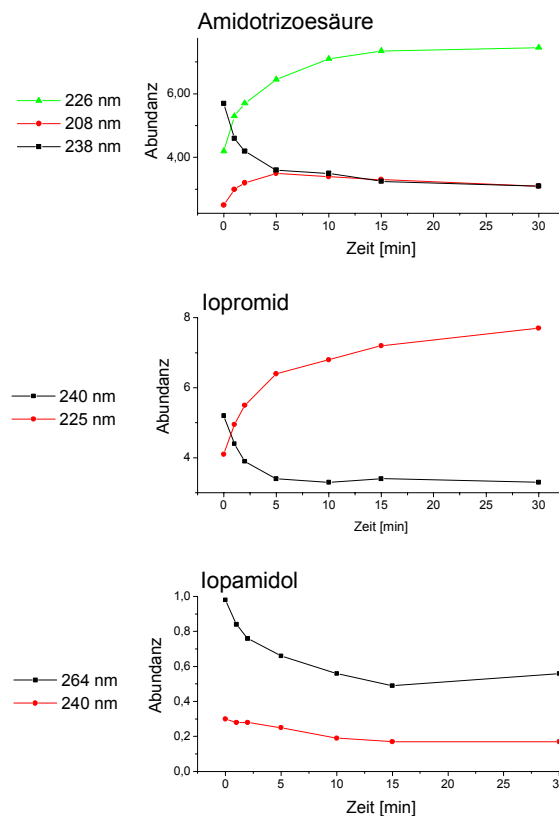 Amidotrizoesäure
226 nm
208 nm
238 nm
Abundanz
6,00
4,00
0 5 10 15 20 25 30
Zeit [min]
Iopromid
240 nm
225 nm
Abundanz
8
6
4
0 5 10 15 20 25 30
Zeit [min]
Iopamidol
264 nm
240 nm
Abundanz
1,0
0,8
0,6
0,4
0,2
0,0
0 5 10 15 20 25 30
Zeit [min]